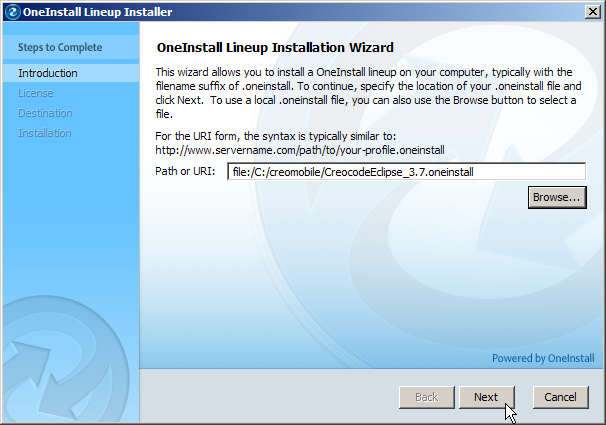 OneInstall Lineup Installer
Steps to Complete
Introduction
License
Destination
Installation
OneInstall Lineup Installation Wizard
This wizard allows you to install a OneInstall lineup on your computer, typically with the
filename suffix of .oneinstall. To continue, specify the location of your .oneinstall file and
click Next.  To use a local .oneinstall file, you can also use the Browse button to select a
file.
For the URI form, the syntax is typically similar to:
http://www.servername.com/path/to/your-profile.oneinstall
Path or URI: file:/C:/creomobile/CreocodeEclipse_3.7.oneinstall
Browse...
Powered by OneInstall
Back Next Cancel